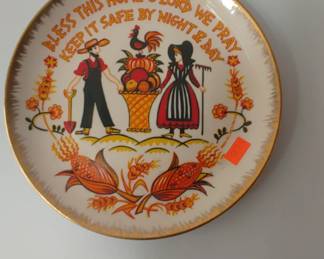 BLESS THIS HOME O LORD WE PRAY
KEEP IT SAFE BY NIGHT & DAY